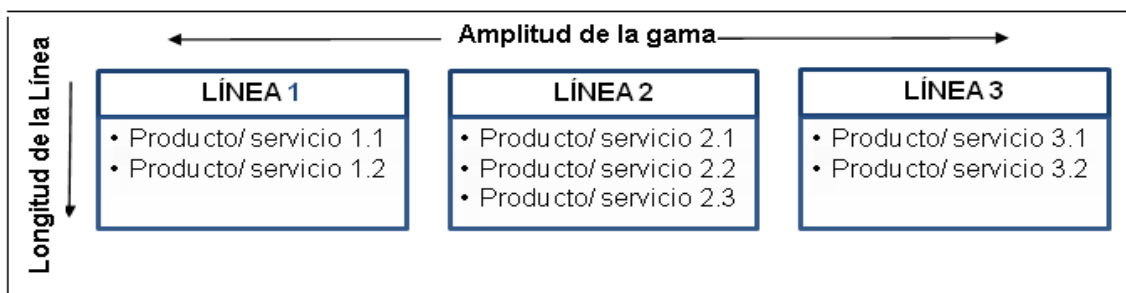 Amplitud de la gama
Longitud de la Línea
LÍNEA 1
• Producto/ servicio 1.1
• Producto/ servicio 1.2
LÍNEA 2
• Producto/ servicio 2.1
• Producto/ servicio 2.2
• Producto/ servicio 2.3
LÍNEA 3
• Producto/ servicio 3.1
• Producto/ servicio 3.2